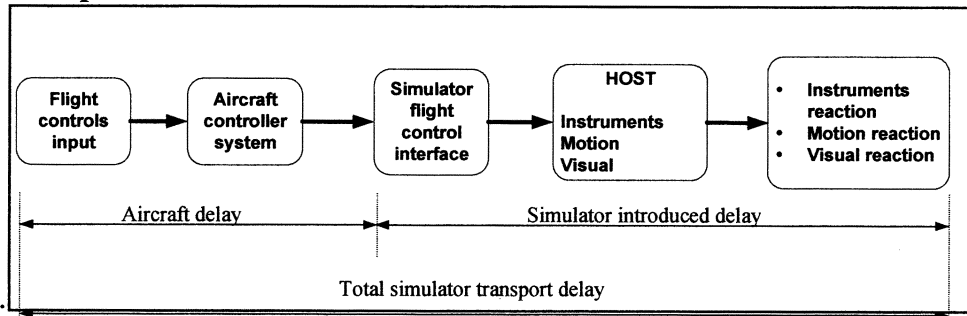 Flight
controls
input
Aircraft
controller
system
Simulator
flight
control
interface
HOST
Instruments
Motion
Visual
• Instruments
reaction
• Motion reaction
• Visual reaction
Aircraft delay
Simulator introduced delay
Total simulator transport delay